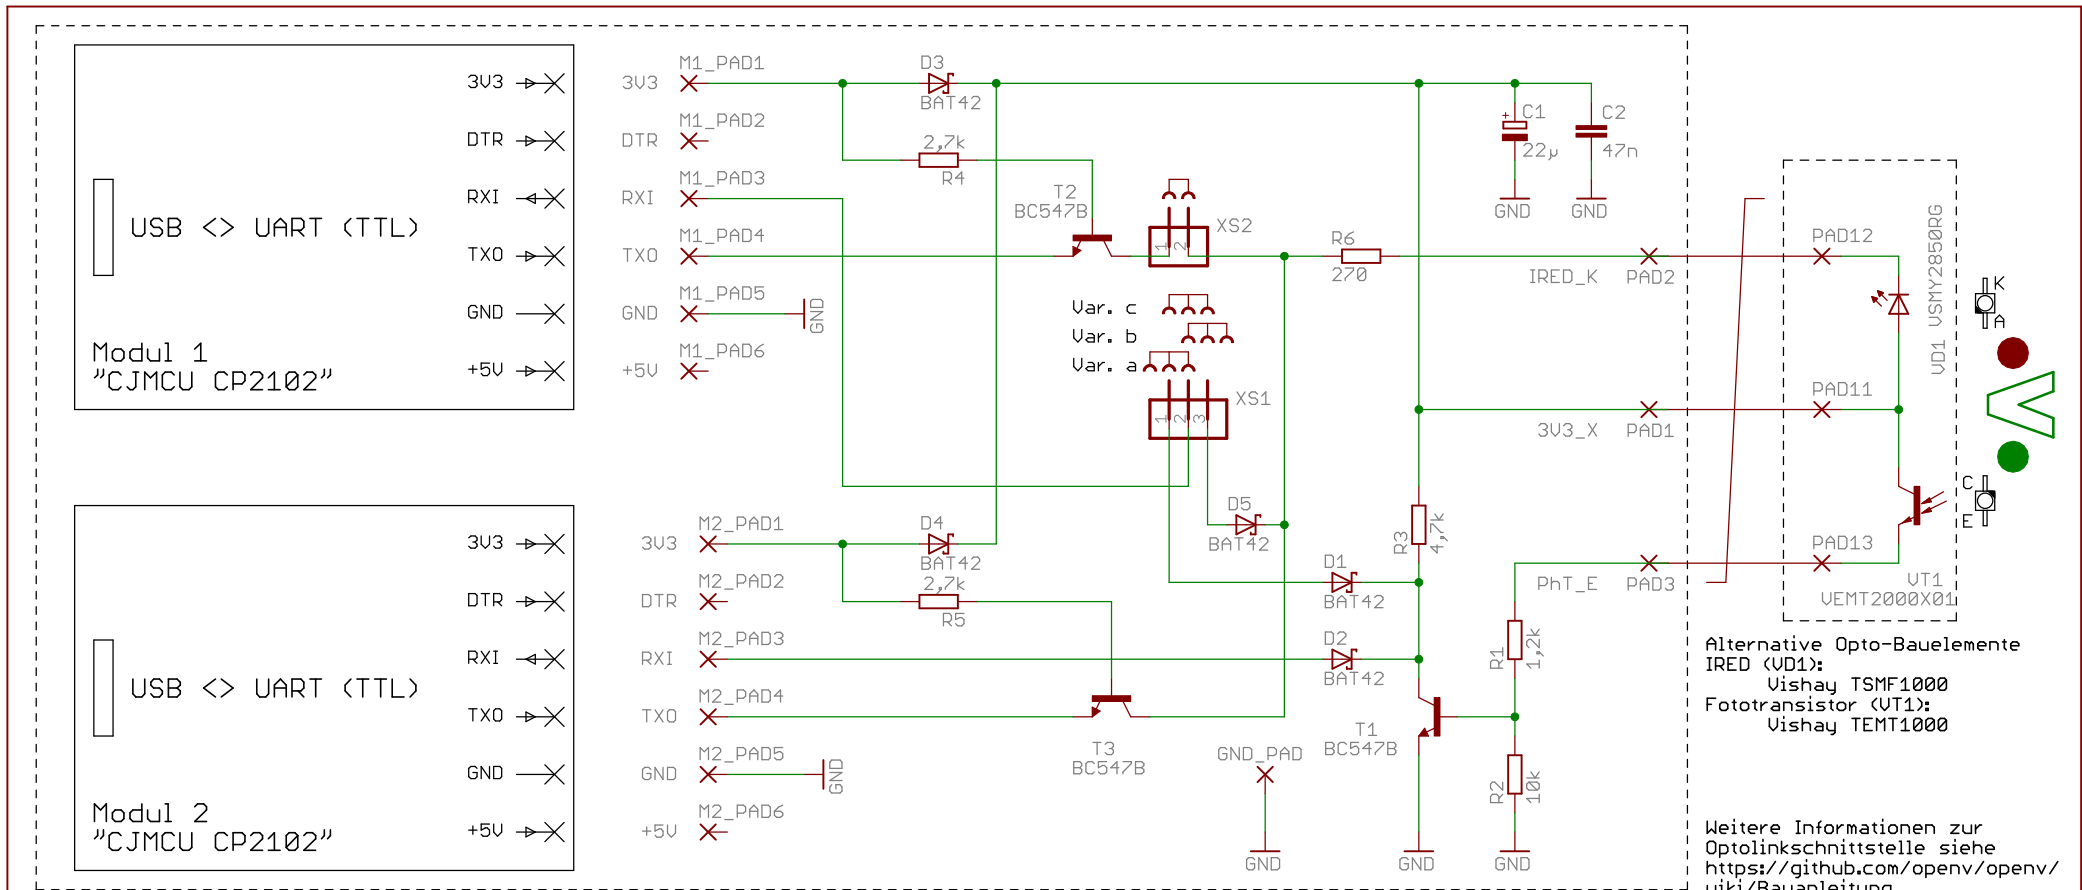 3V3
DTR
RXI
USB <> UART (TTL)
TXO
GND
Modul 1
"CJMCU CP2102"
+5V
3V3
M1_PAD1
DTR
M1_PAD2
RXI
M1_PAD3
TXO
M1_PAD4
GND
M1_PAD5
GND
+5V
M1_PAD6
D3
BAT42
2,7k
R4
T2
BC547B
1
2
XS2
Var. c
Var. b
Var. a
1
2
3
XS1
C1
+
22µ
GND
C2
47n
GND
R6
270
IRED_K
PAD2
3V3_X
PAD1
PhT_E
PAD3
PAD12
PAD11
PAD13
VD1 VSMY2850RG
VT1
VEMT2000X01
K
A
C
E
3V3
DTR
RXI
USB <> UART (TTL)
TXO
GND
Modul 2
"CJMCU CP2102"
+5V
3V3
M2_PAD1
DTR
M2_PAD2
RXI
M2_PAD3
TXO
M2_PAD4
GND
M2_PAD5
GND
+5V
M2_PAD6
D4
BAT42
2,7k
R5
T3
BC547B
D5
BAT42
D1
BAT42
D2
BAT42
R3
4,7k
T1
BC547B
GND_PAD
GND
GND
R1
1,2k
R2
10k
GND
Alternative Opto-Bauelemente
IRED (VD1):
Vishay TSMF1000
Fototransistor (VT1):
Vishay TEMT1000
Weitere Informationen zur
Optolinkschnittstelle siehe
https://github.com/openv/openv/
wiki/Bauanleitung